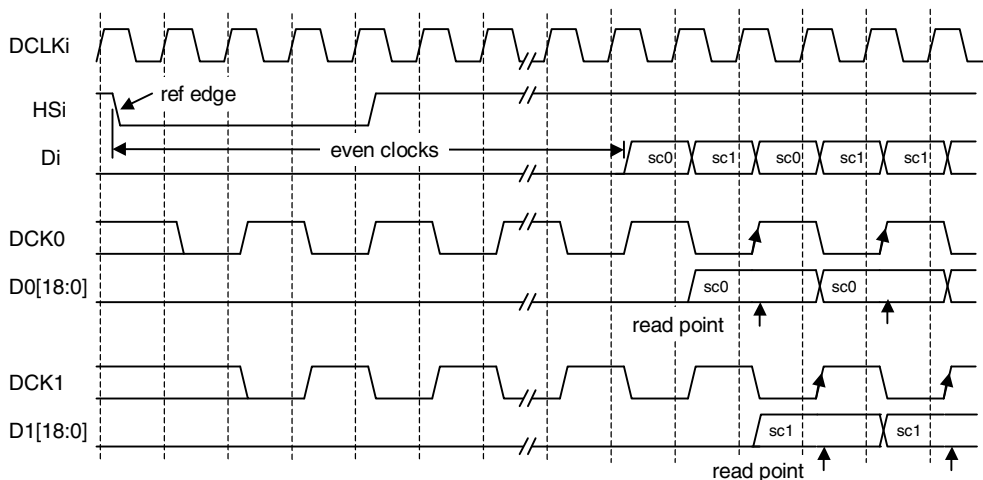 DCLKi
ref edge
HSi
even clocks
Di
sc0 sc1 sc0 sc1 sc1
DCK0
D0[18:0]
sc0 sc0
read point
DCK1
D1[18:0]
sc1 sc1
read point